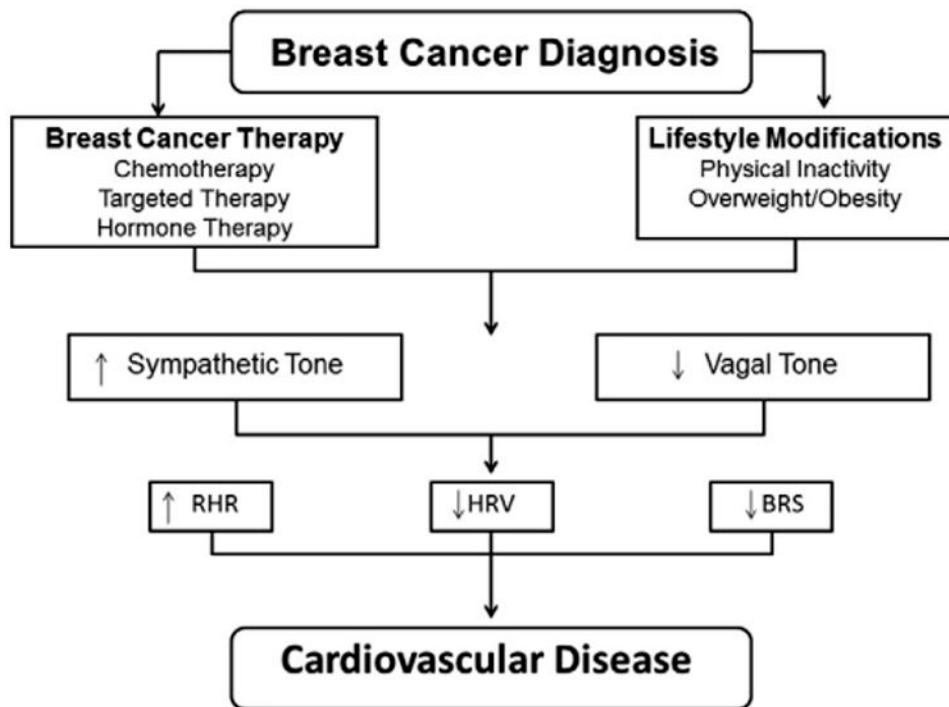 Breast Cancer Diagnosis
Breast Cancer Therapy
Chemotherapy
Targeted Therapy
Hormone Therapy
Lifestyle Modifications
Physical Inactivity
Overweight/Obesity
↑ Sympathetic Tone
↓ Vagal Tone
↑ RHR
↓HRV
↓BRS
Cardiovascular Disease